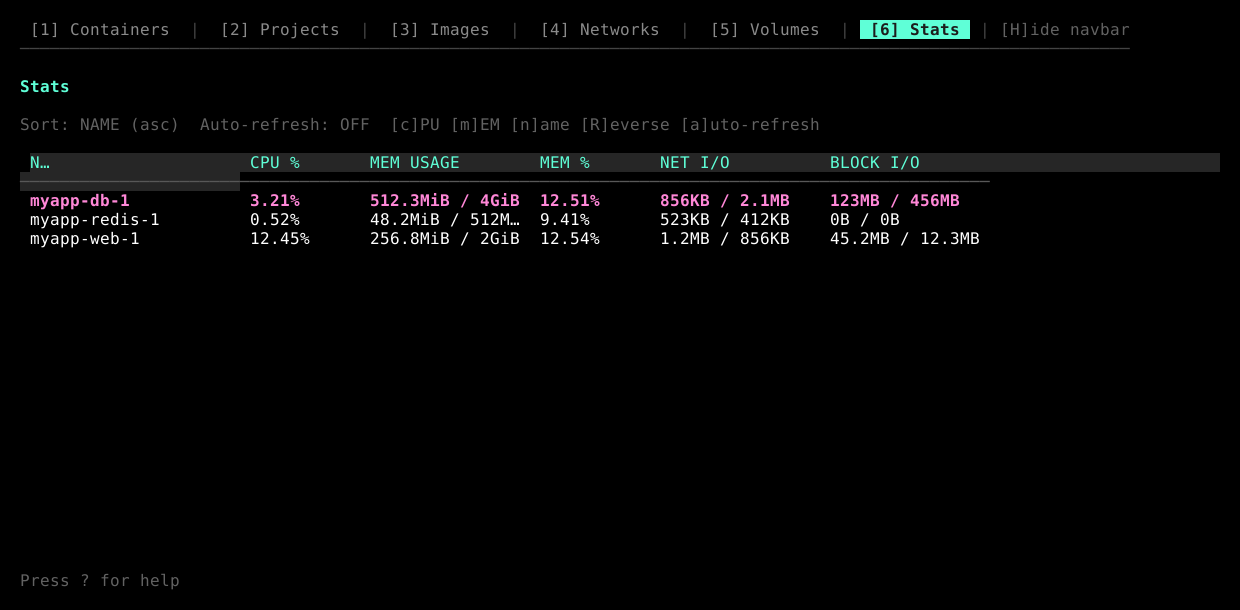 [1] Containers | [2] Projects | [3] Images | [4] Networks | [5] Volumes | [6] Stats | [H]ide navbar
Stats
Sort: NAME (asc) Auto-refresh: OFF [c]PU [m]EM [n]ame [R]everse [a]uto-refresh
N… CPU % MEM USAGE MEM % NET I/O BLOCK I/O
myapp-db-1 3.21% 512.3MiB / 4GiB 12.51% 856KB / 2.1MB 123MB / 456MB
myapp-redis-1 0.52% 48.2MiB / 512M… 9.41% 523KB / 412KB 0B / 0B
myapp-web-1 12.45% 256.8MiB / 2GiB 12.54% 1.2MB / 856KB 45.2MB / 12.3MB
Press ? for help